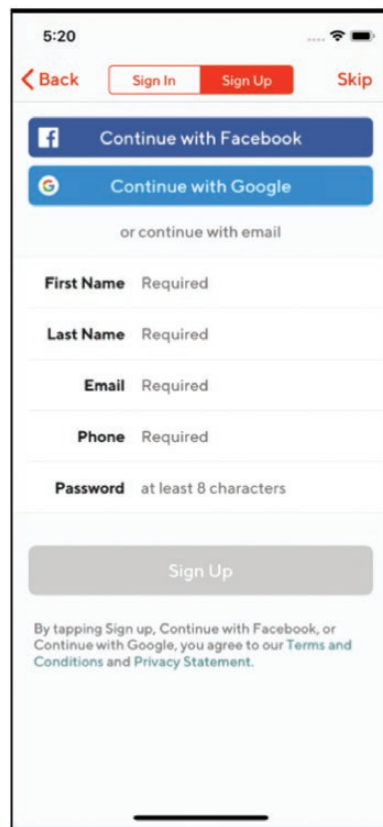 5:20
Back Sign In Sign Up Skip
Continue with Facebook
Continue with Google
or continue with email
First Name Required
Last Name Required
Email Required
Phone Required
Password at least 8 characters
Sign Up
By tapping Sign up, Continue with Facebook, or
Continue with Google, you agree to our Terms and
Conditions and Privacy Statement.